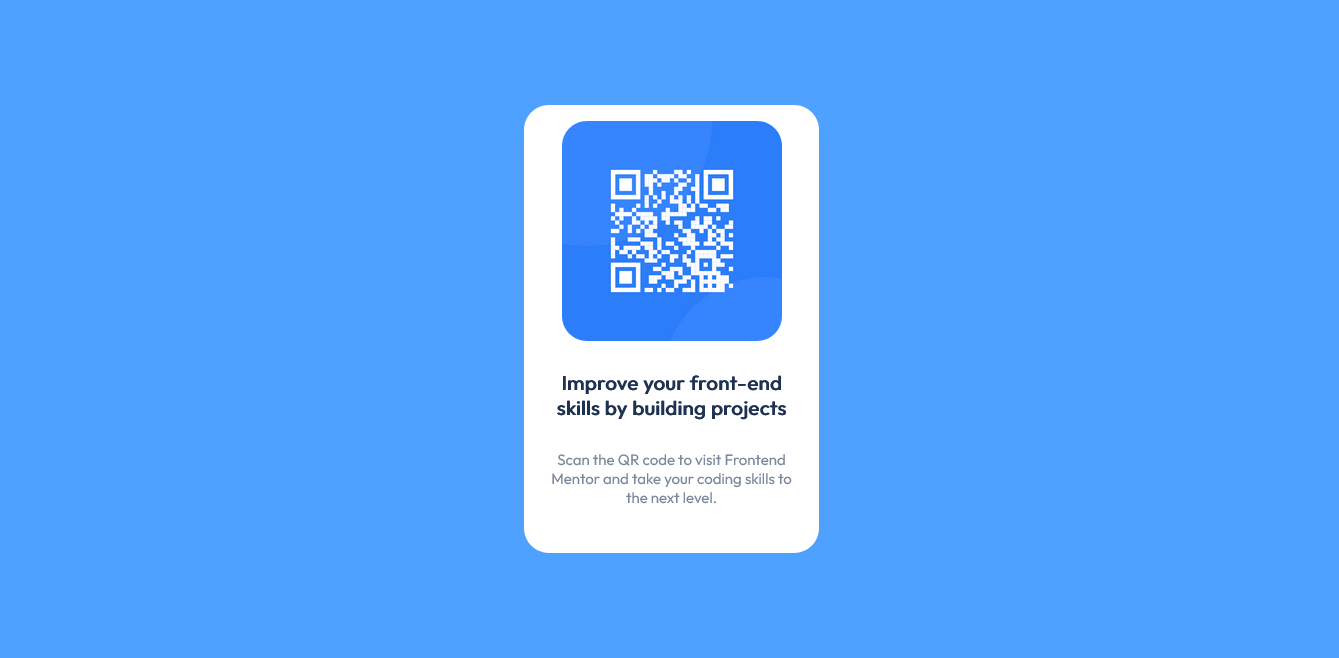 Improve your front-end
skills by building projects
Scan the QR code to visit Frontend
Mentor and take your coding skills to
the next level.